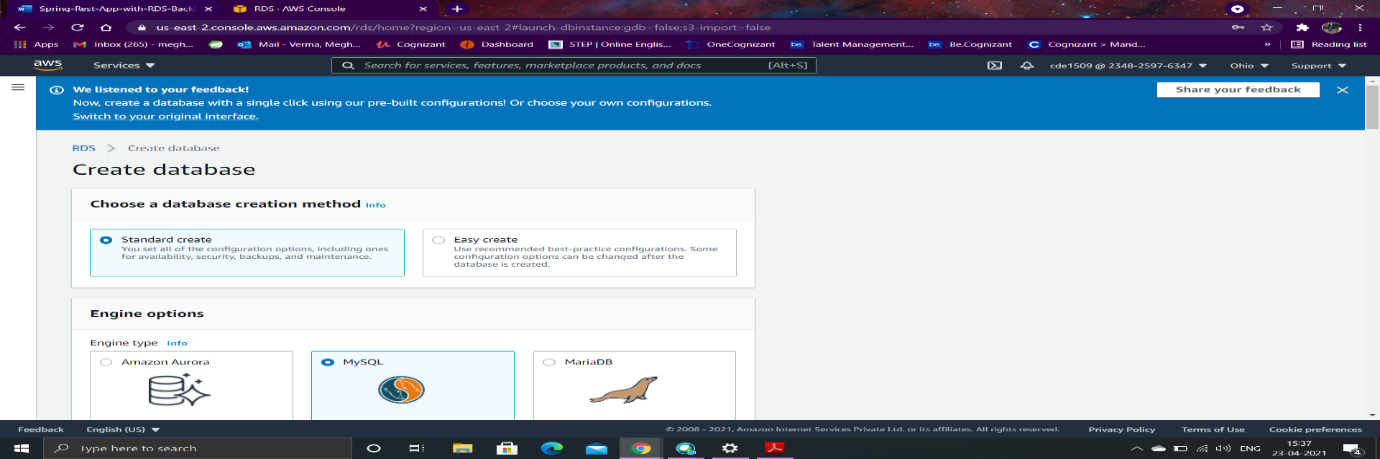 Spring-Rest-App-with-RDS-Back
RDS · AWS Console
us-east-2.console.aws.amazon.com/rds/home?region=us-east-2#launch-dbinstance:gdb=false;s3-import=false
Apps
Inbox (265) - megh...
Mail - Verma, Megh...
Cognizant
Dashboard
STEP | Online Englis...
OneCognizant
be. Talent Management...
be. Be.Cognizant
C Cognizant > Mand...
»
Reading list
aws
Services
Search for services, features, marketplace products, and docs
[Alt+S]
cde1509 @ 2348-2597-6347
Ohio
Support
We listened to your feedback!
Now, create a database with a single click using our pre-built configurations! Or choose your own configurations.
Switch to your original interface.
Share your feedback
RDS > Create database
Create database
Choose a database creation method Info
Standard create
You set all of the configuration options, including ones
for availability, security, backups, and maintenance.
Easy create
Use recommended best-practice configurations. Some
configuration options can be changed after the
database is created.
Engine options
Engine type Info
Amazon Aurora
MySQL
MariaDB
Feedback
English (US)
© 2008 - 2021, Amazon Internet Services Private Ltd. or its affiliates. All rights reserved.
Privacy Policy
Terms of Use
Cookie preferences
Type here to search
ENG
15:37
23-04-2021
4